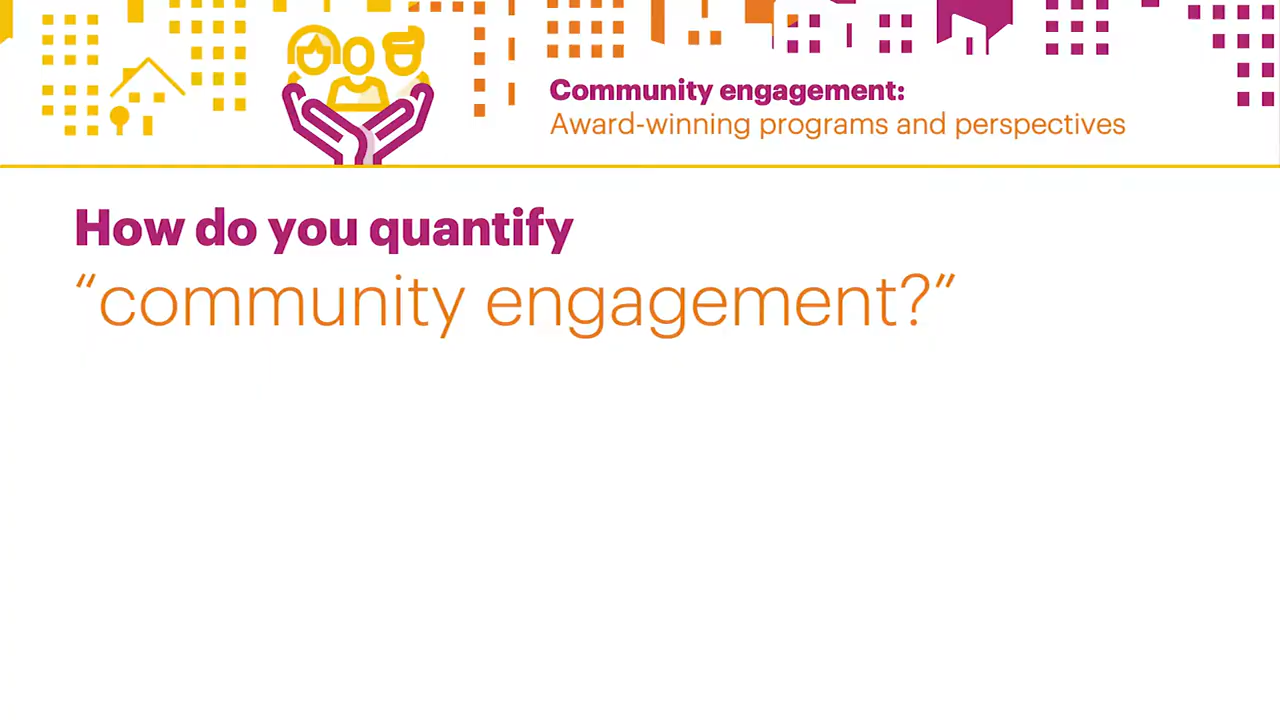 Community engagement:
Award-winning programs and perspectives
How do you quantify
“community engagement?”